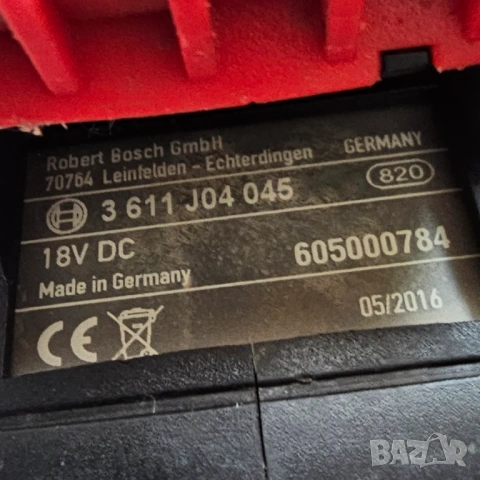 Robert Bosch GmbH
70764 Leinfelden - Echterdingen GERMANY
3 611 J04 045 820
18V DC 605000784
Made in Germany
05/2016
CE
BAZAR